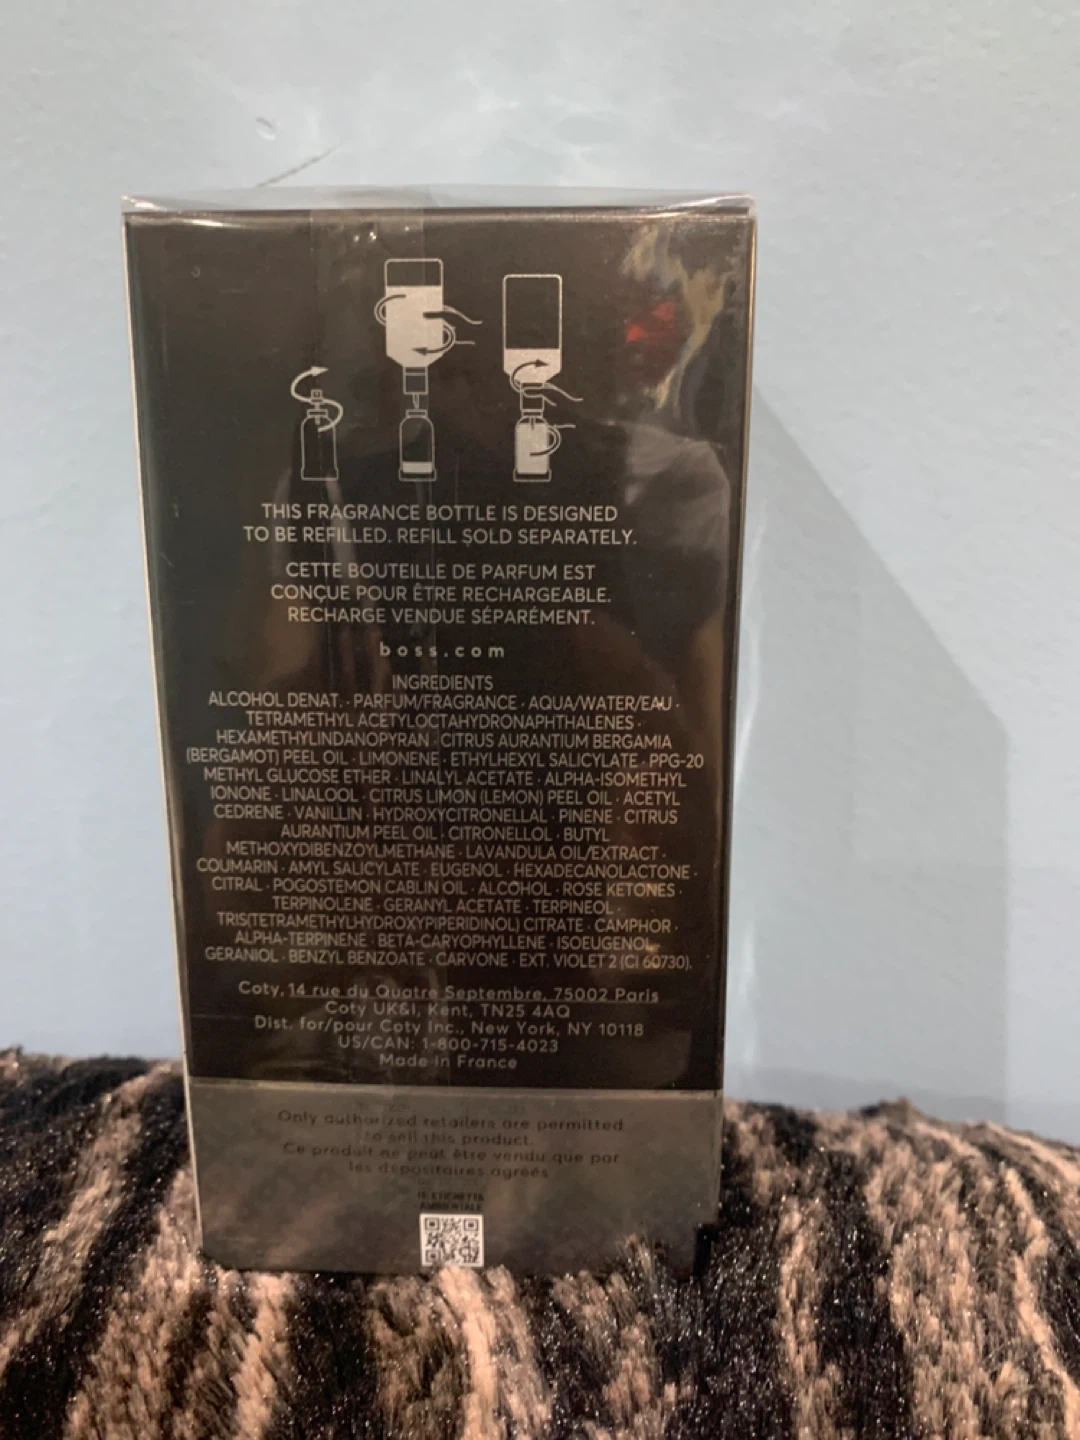 THIS FRAGRANCE BOTTLE IS DESIGNED
TO BE REFILLED. REFILL SOLD SEPARATELY.
CETTE BOUTEILLE DE PARFUM EST
CONÇUE POUR ÊTRE RECHARGEABLE.
RECHARGE VENDUE SÉPARÉMENT.
boss.com
INGREDIENTS
ALCOHOL DENAT. · PARFUM/FRAGRANCE · AQUA/WATER/EAU ·
TETRAMETHYL ACETYLOCTAHYDRONAPHTHALENES ·
HEXAMETHYLINDANOPYRAN · CITRUS AURANTIUM BERGAMIA
(BERGAMOT) PEEL OIL · LIMONENE · ETHYLHEXYL SALICYLATE · PPG-20
METHYL GLUCOSE ETHER · LINALYL ACETATE · ALPHA-ISOMETHYL
IONONE · LINALOOL · CITRUS LIMON (LEMON) PEEL OIL · ACETYL
CEDRENE · VANILLIN · HYDROXYCITRONELLAL · PINENE · CITRUS
AURANTIUM PEEL OIL · CITRONELLOL · BUTYL
METHOXYDIBENZOYLMETHANE · LAVANDULA OIL/EXTRACT ·
COUMARIN · AMYL SALICYLATE · EUGENOL · HEXADECANOLACTONE ·
CITRAL · POGOSTEMON CABLIN OIL · ALCOHOL · ROSE KETONES ·
TERPINOLENE · GERANYL ACETATE · TERPINEOL ·
TRIS(TETRAMETHYLHYDROXYPIPERIDINOL) CITRATE · CAMPHOR ·
ALPHA-TERPINENE · BETA-CARYOPHYLLENE · ISOEUGENOL ·
GERANIOL · BENZYL BENZOATE · CARVONE · EXT. VIOLET 2 (CI 60730).
Coty, 14 rue du Quatre Septembre, 75002 Paris
Coty UK&I, Kent, TN25 4AQ
Dist. for/pour Coty Inc., New York, NY 10118
US/CAN: 1-800-715-4023
Made in France
Only authorized retailers are permitted
to sell this product.
Ce produit ne peut être vendu que par
les dépositaires agréés
IT: ETICHETTA
AMBIENTALE